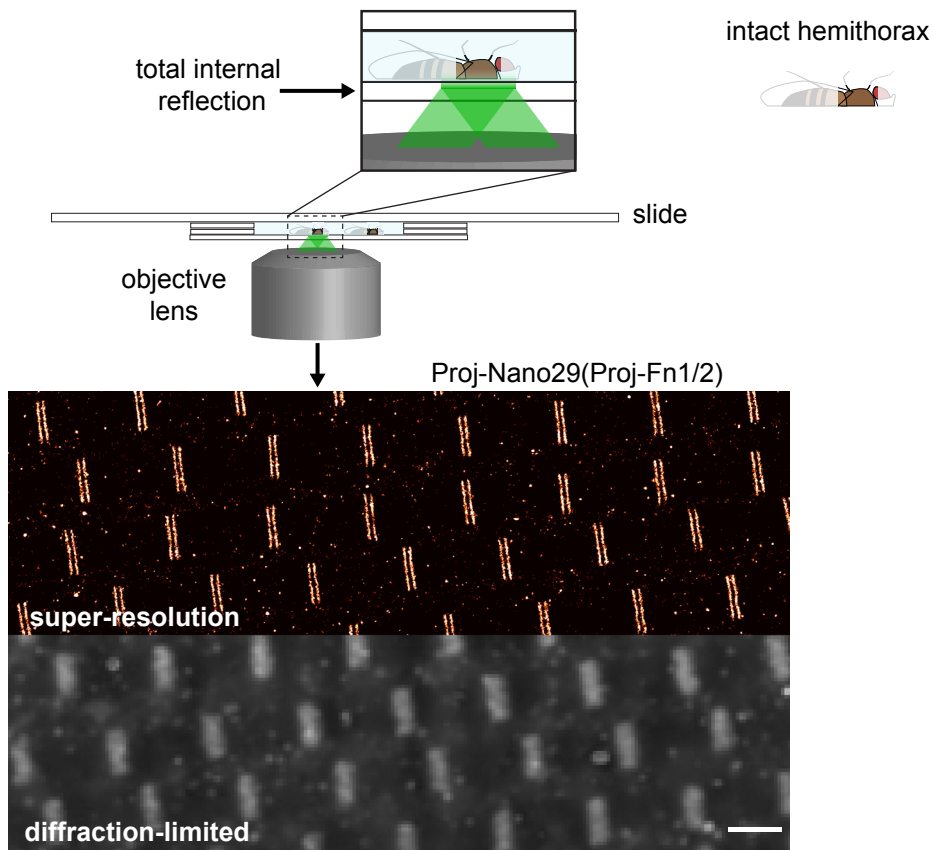 total internal
reflection
intact hemithorax
slide
objective
lens
Proj-Nano29(Proj-Fn1/2)
super-resolution
diffraction-limited